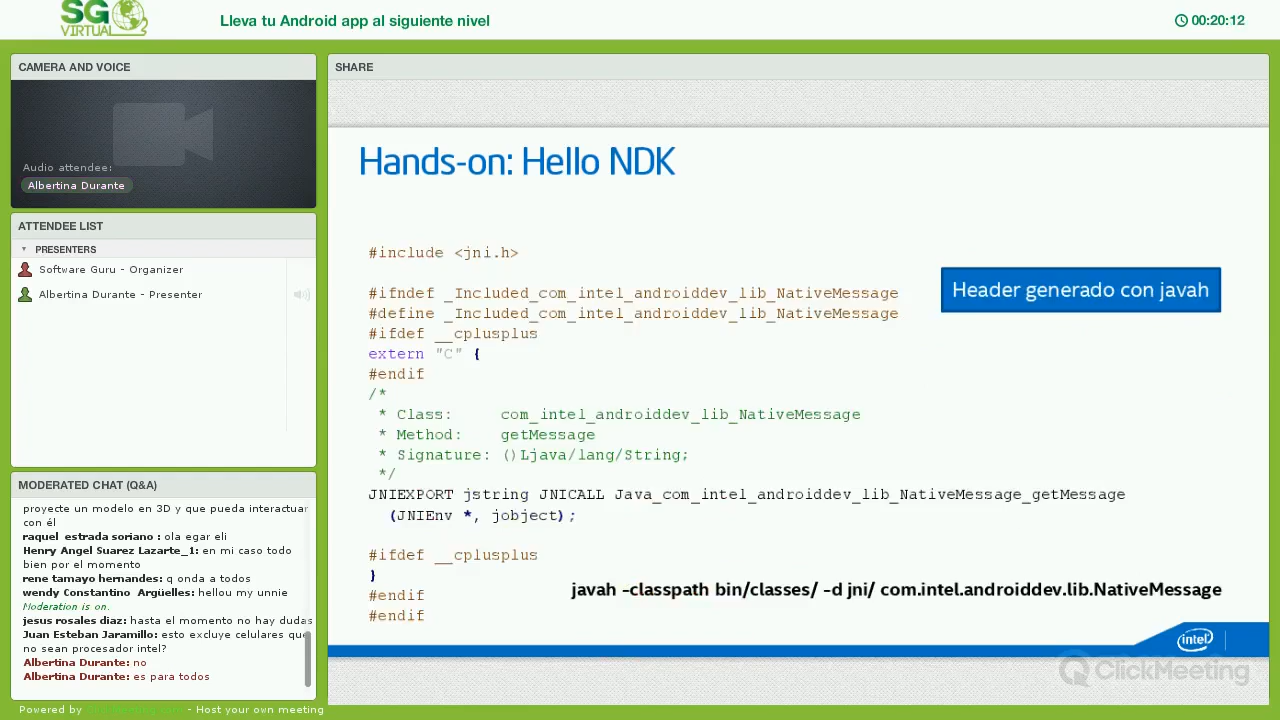 SG
VIRTUAL
Lleva tu Android app al siguiente nivel
00:20:12
CAMERA AND VOICE
Audio attendee:
Albertina Durante
ATTENDEE LIST
PRESENTERS
Software Guru - Organizer
Albertina Durante - Presenter
MODERATED CHAT (Q&A)
proyecte un modelo en 3D y que pueda interactuar
con él
raquel estrada soriano : ola egar eli
Henry Angel Suarez Lazarte_1: en mi caso todo
bien por el momento
rene tamayo hernandes: q onda a todos
wendy Constantino Argüelles: hellou my unnie
Moderation is on.
jesus rosales diaz: hasta el momento no hay dudas
Juan Esteban Jaramillo: esto excluye celulares que
no sean procesador intel?
Albertina Durante: no
Albertina Durante: es para todos
Powered by - Host your own meeting
SHARE
Hands-on: Hello NDK
#include <jni.h>
#ifndef _Included_com_intel_androiddev_lib_NativeMessage
#define _Included_com_intel_androiddev_lib_NativeMessage
#ifdef __cplusplus
extern "C" {
#endif
/*
* Class: com_intel_androiddev_lib_NativeMessage
* Method: getMessage
* Signature: ()Ljava/lang/String;
*/
JNIEXPORT jstring JNICALL Java_com_intel_androiddev_lib_NativeMessage_getMessage
(JNIEnv *, jobject);
#ifdef __cplusplus
}
#endif
#endif
Header generado con javah
javah -classpath bin/classes/ -d jni/ com.intel.androiddev.lib.NativeMessage
intel
ClickMeeting